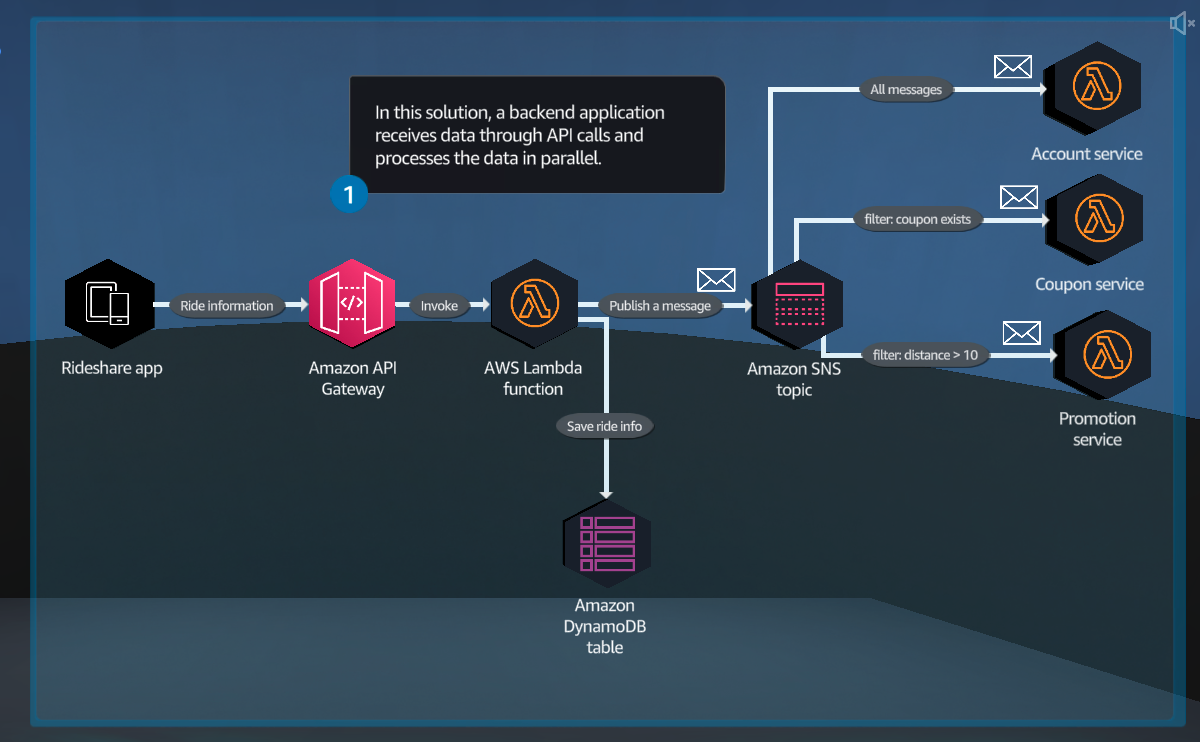 In this solution, a backend application
receives data through API calls and
processes the data in parallel.
1
All messages
Account service
filter: coupon exists
Coupon service
Ride information
Invoke
Publish a message
filter: distance > 10
Rideshare app
Amazon API
Gateway
AWS Lambda
function
Amazon SNS
topic
Promotion
service
Save ride info
Amazon
DynamoDB
table